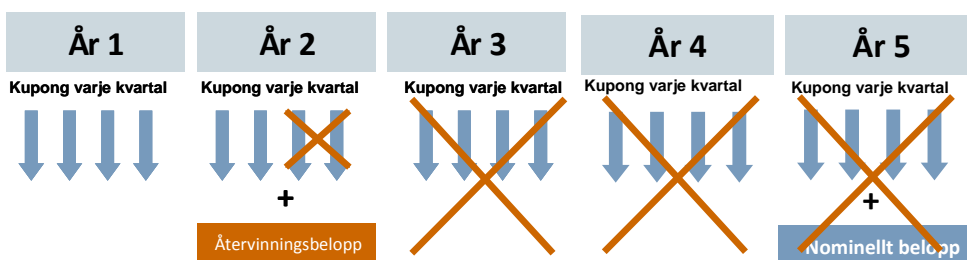 År 1
År 2
År 3
År 4
År 5
Kupong varje kvartal
Kupong varje kvartal
Kupong varje kvartal
Kupong varje kvartal
Kupong varje kvartal
+
+
Återvinningsbelopp
Nominellt belopp